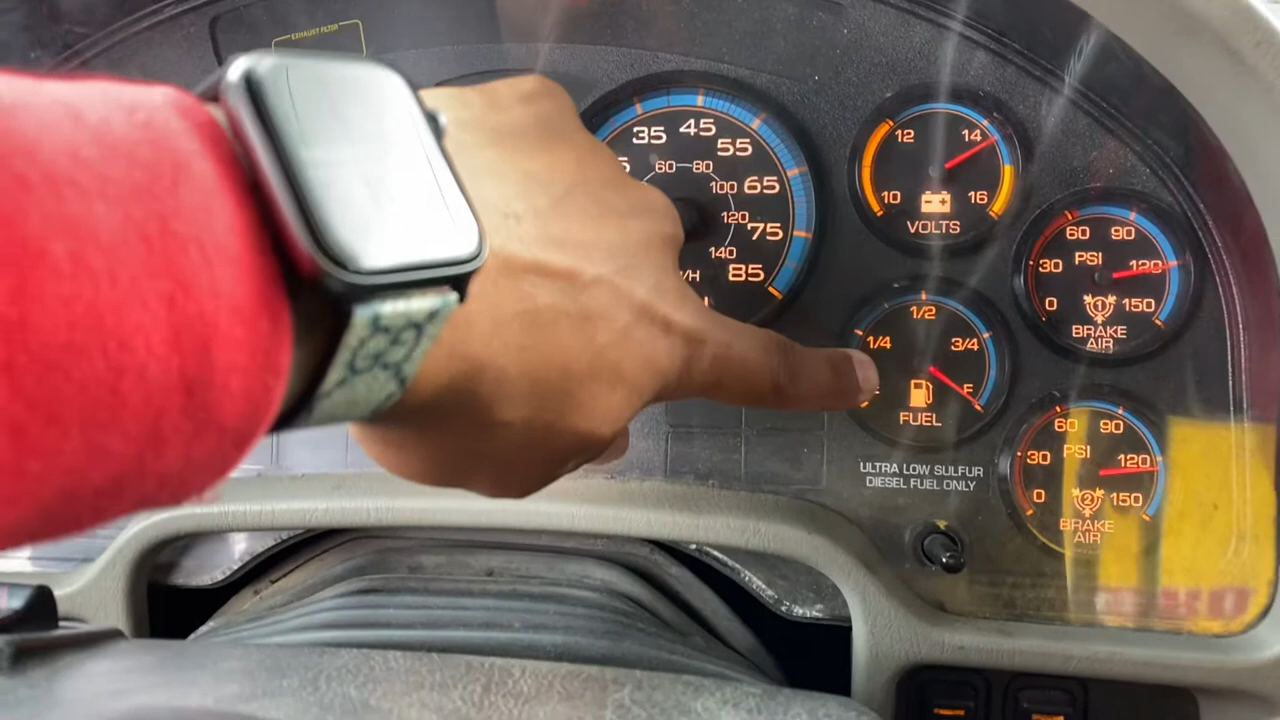 EXHAUST FILTER
35 45 55 65 75 85
60 80 100 120 140
10 12 14 16
VOLTS
0 30 60 90 120 150
PSI
1
BRAKE
AIR
1/4 1/2 3/4 F
FUEL
ULTRA LOW SULFUR
DIESEL FUEL ONLY
0 30 60 90 120 150
PSI
2
BRAKE
AIR